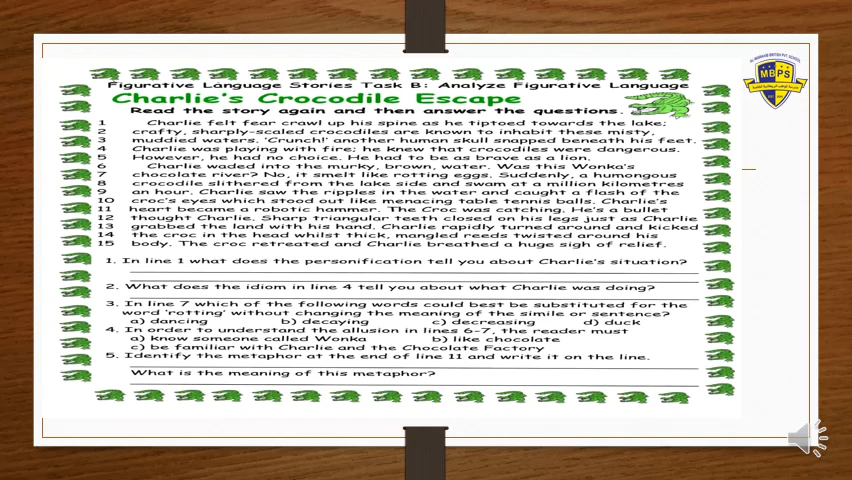 AL MAWAHIB BRITISH PVT. SCHOOL
MBPS
Figurative Language Stories Task B: Analyze Figurative Language
Charlie's Crocodile Escape
Read the story again and then answer the questions.
1 Charlie felt fear crawl up his spine as he tiptoed towards the lake;
2 crafty, sharply-scaled crocodiles are known to inhabit these misty,
3 muddied waters. 'Crunch!' another human skull snapped beneath his feet.
4 Charlie was playing with fire; he knew that crocodiles were dangerous.
5 However, he had no choice. He had to be as brave as a lion.
6 Charlie waded into the murky, brown, water. Was this Wonka's
7 chocolate river? No, it smelt like rotting eggs. Suddenly, a humongous
8 crocodile slithered from the lake side and swam at a million kilometres
9 an hour. Charlie saw the ripples in the water and caught a flash of the
10 croc's eyes which stood out like menacing table tennis balls. Charlie's
11 heart became a robotic hammer. The Croc was catching. He's a bullet
12 thought Charlie. Sharp triangular teeth closed on his legs just as Charlie
13 grabbed the land with his hand. Charlie rapidly turned around and kicked
14 the croc in the head whilst thick, mangled reeds twisted around his
15 body. The croc retreated and Charlie breathed a huge sigh of relief.
1. In line 1 what does the personification tell you about Charlie's situation?
2. What does the idiom in line 4 tell you about what Charlie was doing?
3. In line 7 which of the following words could best be substituted for the
word 'rotting' without changing the meaning of the simile or sentence?
a) dancing b) decaying c) decreasing d) duck
4. In order to understand the allusion in lines 6-7, the reader must
a) know someone called Wonka b) like chocolate
c) be familiar with Charlie and the Chocolate Factory
5. Identify the metaphor at the end of line 11 and write it on the line.
What is the meaning of this metaphor?